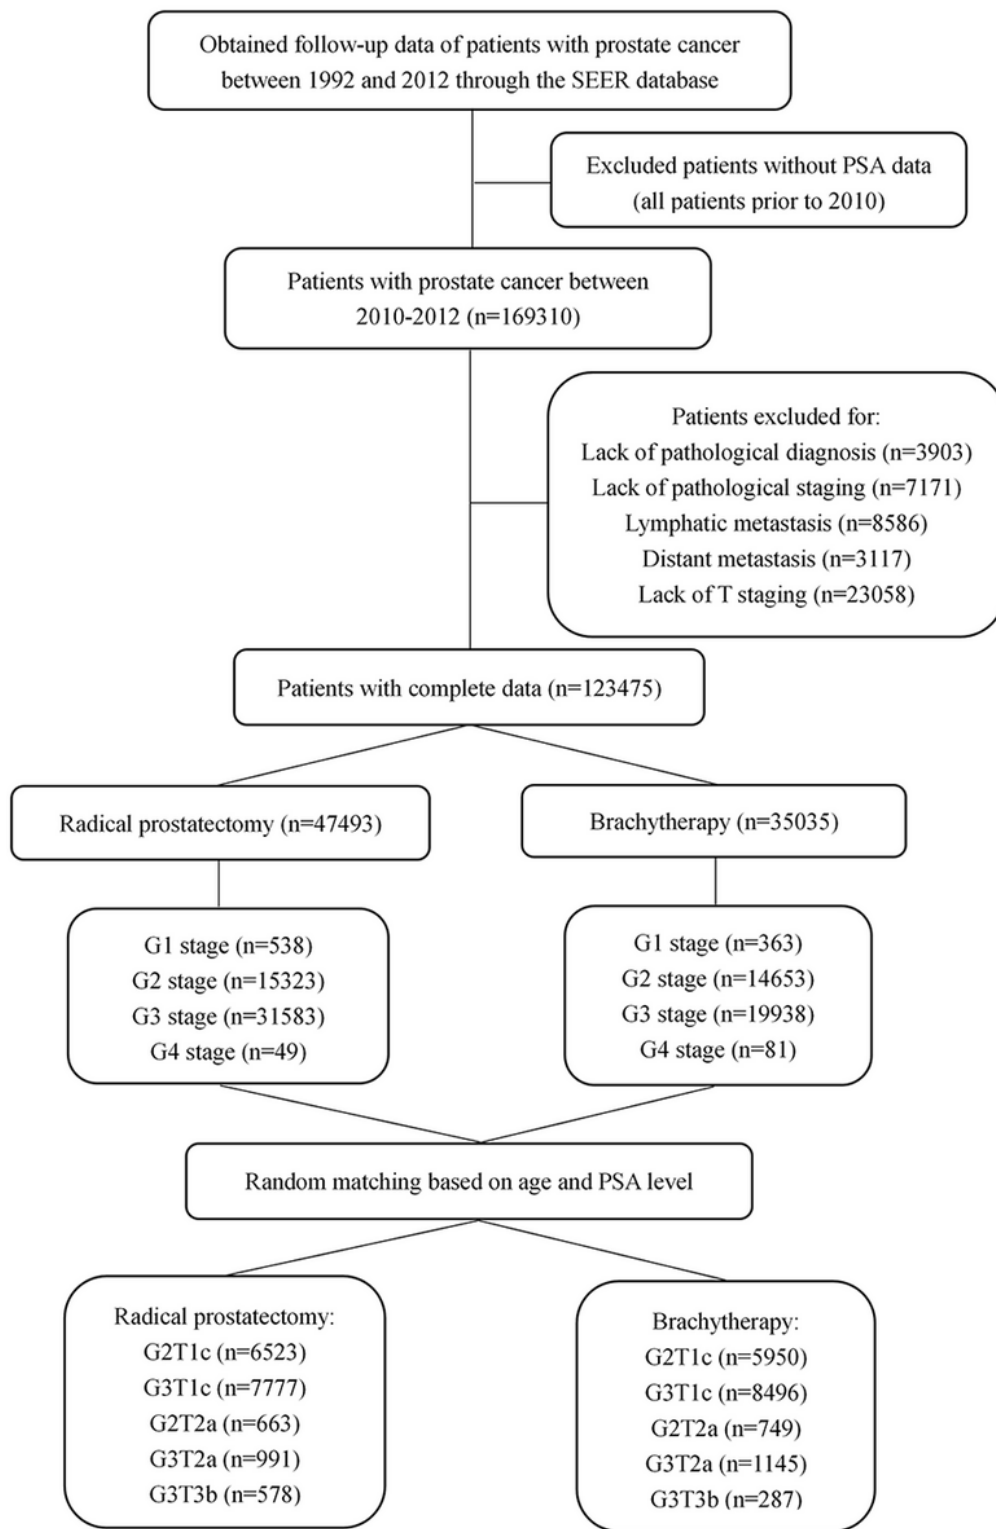 Obtained follow-up data of patients with prostate cancer
between 1992 and 2012 through the SEER database
Excluded patients without PSA data
(all patients prior to 2010)
Patients with prostate cancer between
2010-2012 (n=169310)
Patients excluded for:
Lack of pathological diagnosis (n=3903)
Lack of pathological staging (n=7171)
Lymphatic metastasis (n=8586)
Distant metastasis (n=3117)
Lack of T staging (n=23058)
Patients with complete data (n=123475)
Radical prostatectomy (n=47493)
Brachytherapy (n=35035)
G1 stage (n=538)
G2 stage (n=15323)
G3 stage (n=31583)
G4 stage (n=49)
G1 stage (n=363)
G2 stage (n=14653)
G3 stage (n=19938)
G4 stage (n=81)
Random matching based on age and PSA level
Radical prostatectomy:
G2T1c (n=6523)
G3T1c (n=7777)
G2T2a (n=663)
G3T2a (n=991)
G3T3b (n=578)
Brachytherapy:
G2T1c (n=5950)
G3T1c (n=8496)
G2T2a (n=749)
G3T2a (n=1145)
G3T3b (n=287)